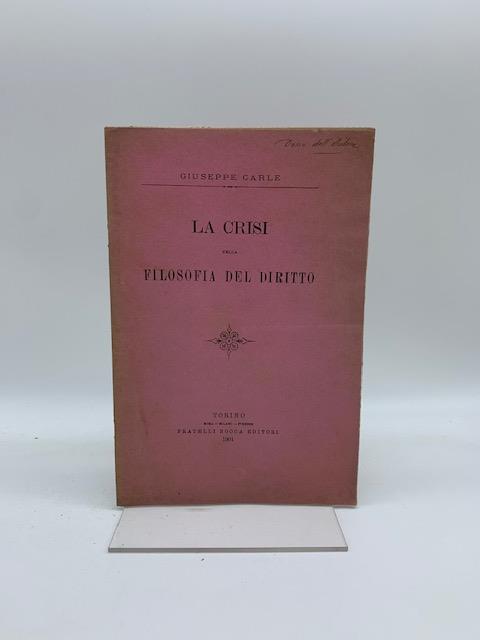 Dono dell'Autore
GIUSEPPE CARLE
LA CRISI
DELLA
FILOSOFIA DEL DIRITTO
TORINO
ROMA — MILANO — FIRENZE
FRATELLI BOCCA EDITORI
1901